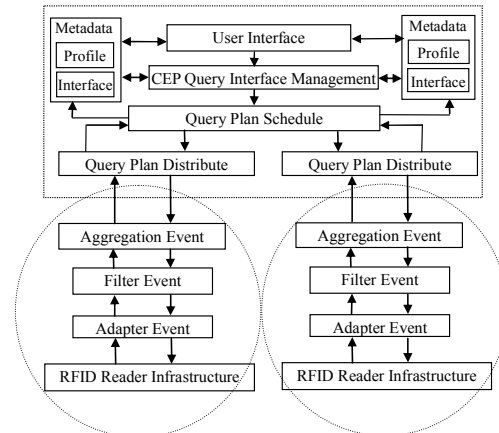 Metadata
Profile
Interface
User Interface
CEP Query Interface Management
Query Plan Schedule
Metadata
Profile
Interface
Query Plan Distribute
Query Plan Distribute
Aggregation Event
Aggregation Event
Filter Event
Filter Event
Adapter Event
Adapter Event
RFID Reader Infrastructure
RFID Reader Infrastructure